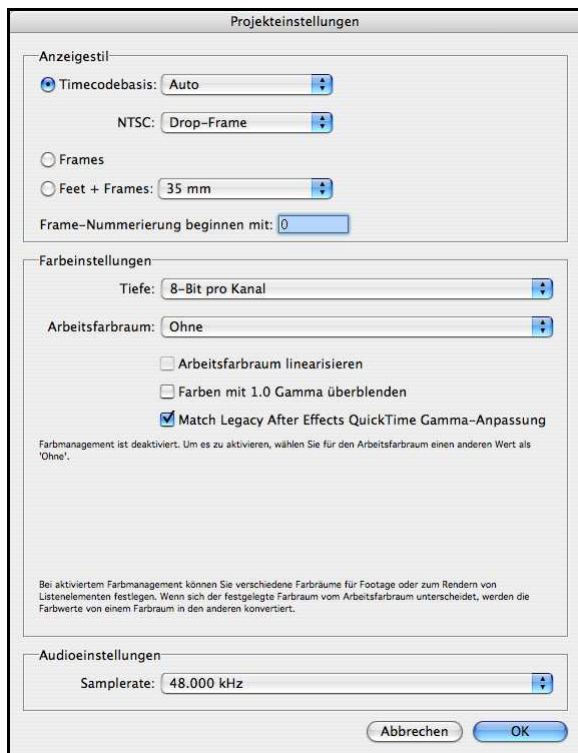 Projekteinstellungen
Anzeigestil
Timecodebasis: Auto
NTSC: Drop-Frame
Frames
Feet + Frames: 35 mm
Frame-Nummerierung beginnen mit: 0
Farbeinstellungen
Tiefe: 8-Bit pro Kanal
Arbeitsfarbraum: Ohne
Arbeitsfarbraum linearisieren
Farben mit 1.0 Gamma überblenden
Match Legacy After Effects QuickTime Gamma-Anpassung
Farbmanagement ist deaktiviert. Um es zu aktivieren, wählen Sie für den Arbeitsfarbraum einen anderen Wert als
'Ohne'.
Bei aktiviertem Farbmanagement können Sie verschiedene Farbräume für Footage oder zum Rendern von
Listenelementen festlegen. Wenn sich der festgelegte Farbraum vom Arbeitsfarbraum unterscheidet, werden die
Farbwerte von einem Farbraum in den anderen konvertiert.
Audioeinstellungen
Samplerate: 48.000 kHz
Abbrechen OK